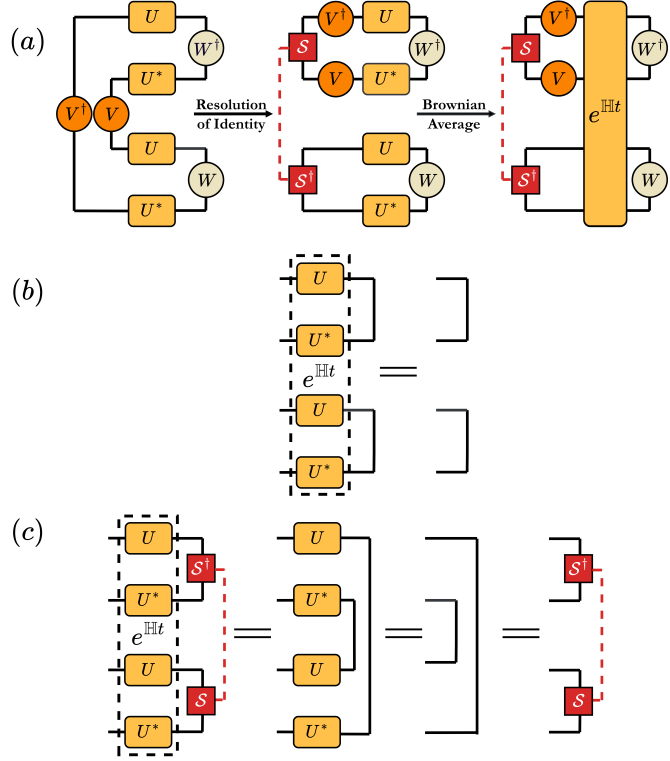 (a)
U
W†
U*
V† V
U
W
U*
Resolution
of Identity
V† U
𝒮 W†
V U*
U
𝒮† W
U*
Brownian
Average
V†
𝒮 W†
V
e^{ℍt}
𝒮† W
(b)
U
U*
e^{ℍt}
=
U
U*
(c)
U
𝒮†
U*
e^{ℍt}
U
𝒮
U*
=
U
U*
U
U*
=
=
𝒮†
𝒮